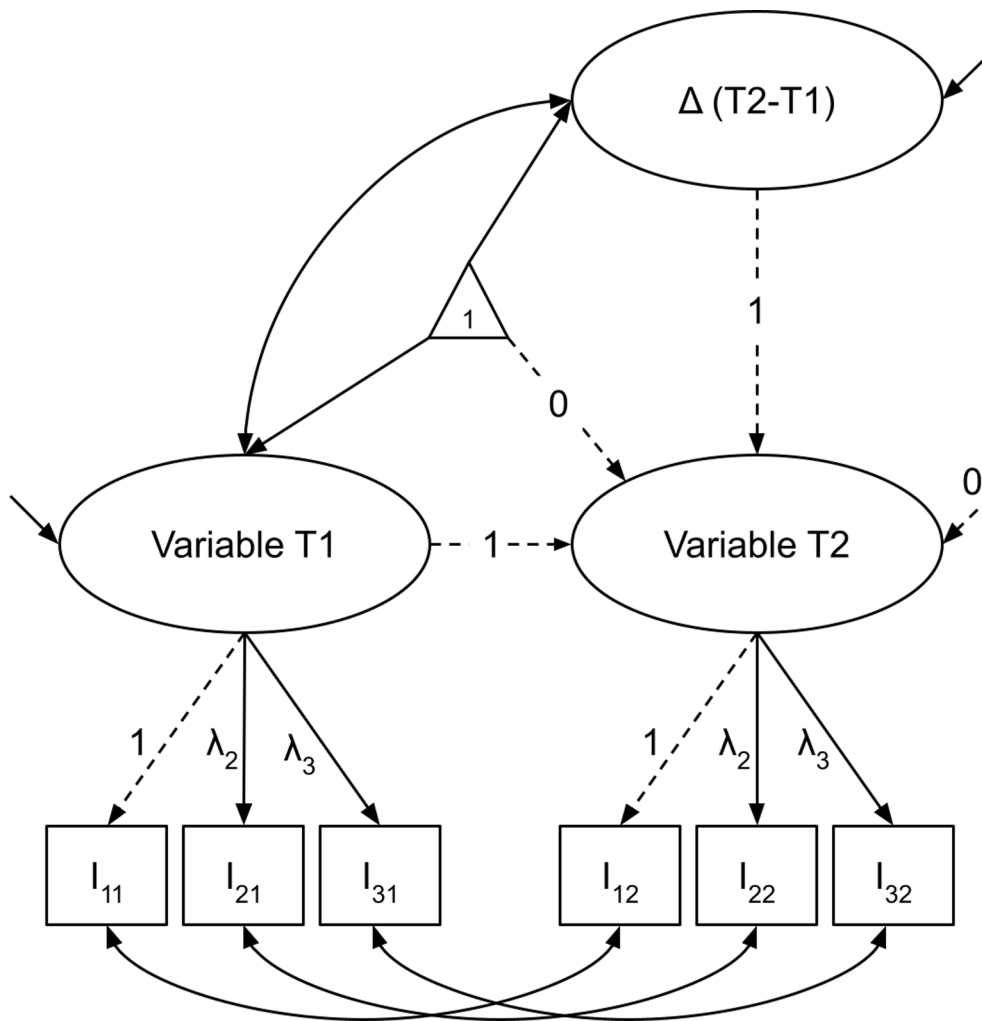 Δ (T2-T1)
1
1
0
0
Variable T1
1
Variable T2
1
λ₂
λ₃
1
λ₂
λ₃
I₁₁
I₂₁
I₃₁
I₁₂
I₂₂
I₃₂